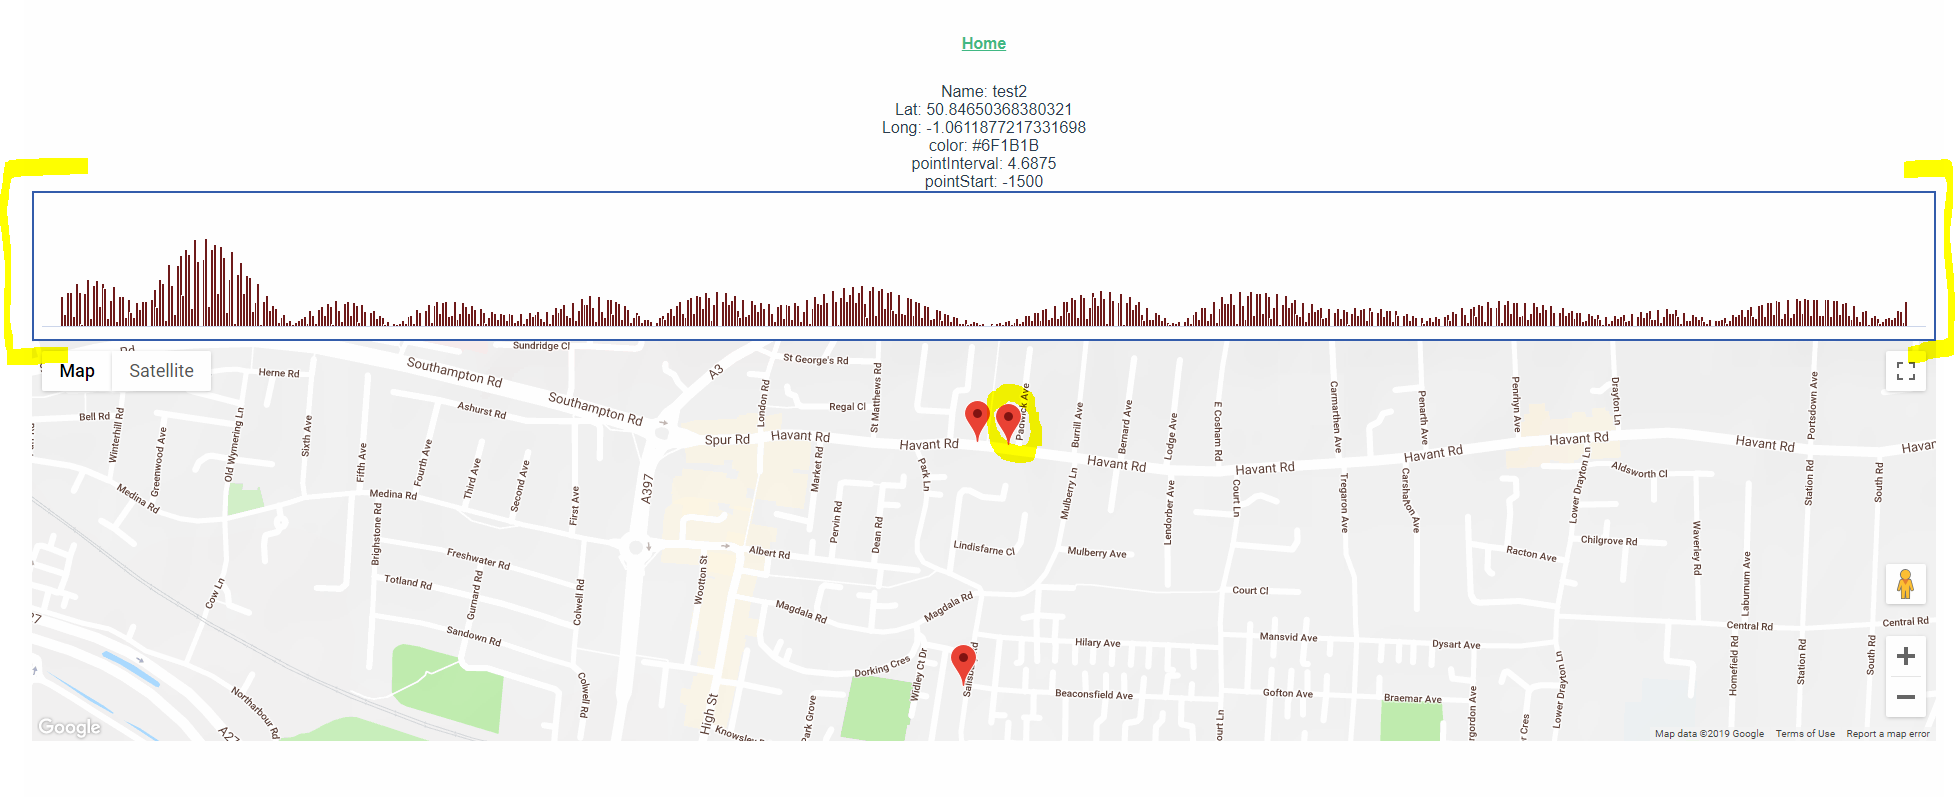 Home
Name: test2
Lat: 50.84650368380321
Long: -1.0611877217331698
color: #6F1B1B
pointInterval: 4.6875
pointStart: -1500
Map
Satellite
Rd
Sundridge Cl
Southampton Rd
A3
St George's Rd
Herne Rd
London Rd
St Matthews Rd
Padwick Ave
Carmarthen Ave
Penarth Ave
Penrhyn Ave
Drayton Ln
Portsdown Ave
Bell Rd
Winterhill Rd
Greenwood Ave
Old Wymering Ln
Sixth Ave
Ashurst Rd
Southampton Rd
Regal Cl
Burrill Ave
Bernard Ave
Lodge Ave
E Cosham Rd
Spur Rd
Havant Rd
Havant Rd
Havant Rd
Havant Rd
Havant Rd
Havant Rd
Havant Rd
Havan
Fifth Ave
Fourth Ave
Third Ave
Second Ave
First Ave
A397
Market Rd
Park Ln
Mulberry Ln
Lendorber Ave
Court Ln
Tregaron Ave
Carshalton Ave
Lower Drayton Ln
Aldsworth Cl
Station Rd
South Rd
Medina Rd
Medina Rd
Brighstone Rd
Pervin Rd
Dean Rd
Albert Rd
Lindisfarne Cl
Mulberry Ave
Racton Ave
Chilgrove Rd
Waverley Rd
Laburnum Ave
Freshwater Rd
Totland Rd
Gurnard Rd
Colwell Rd
Wootton St
Cow Ln
Magdala Rd
Magdala Rd
Court Cl
Sandown Rd
Hilary Ave
Mansvid Ave
Dysart Ave
Central Rd
Central Rd
Dorking Cres
Widley Ct Dr
Beaconsfield Ave
Gofton Ave
Braemar Ave
Lower Drayton Ln
Homefield Rd
Station Rd
South Rd
Colwell Rd
Northarbour Rd
A27
High St
Park Grove
Google
Map data ©2019 Google
Terms of Use
Report a map error